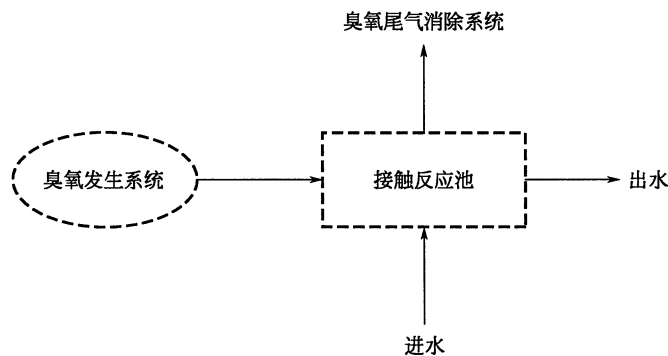 臭氧尾气消除系统
臭氧发生系统
接触反应池
出水
进水